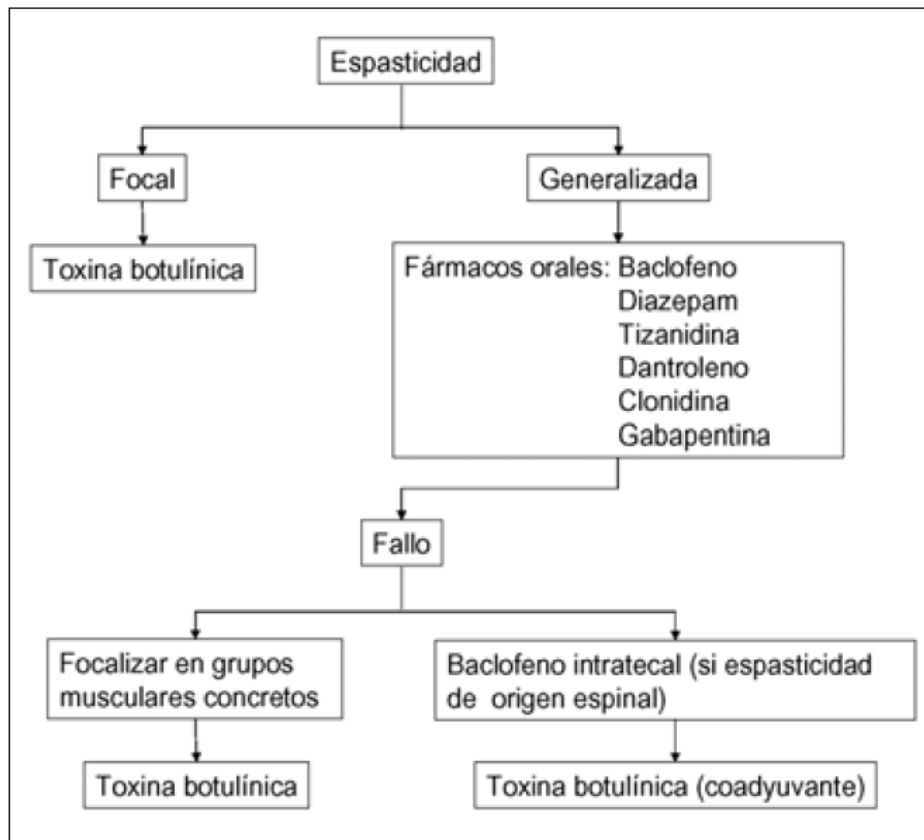 Espasticidad
Focal
Generalizada
Toxina botulínica
Fármacos orales: Baclofeno
Diazepam
Tizanidina
Dantroleno
Clonidina
Gabapentina
Fallo
Focalizar en grupos
musculares concretos
Baclofeno intratecal (si espasticidad
de origen espinal)
Toxina botulínica
Toxina botulínica (coadyuvante)